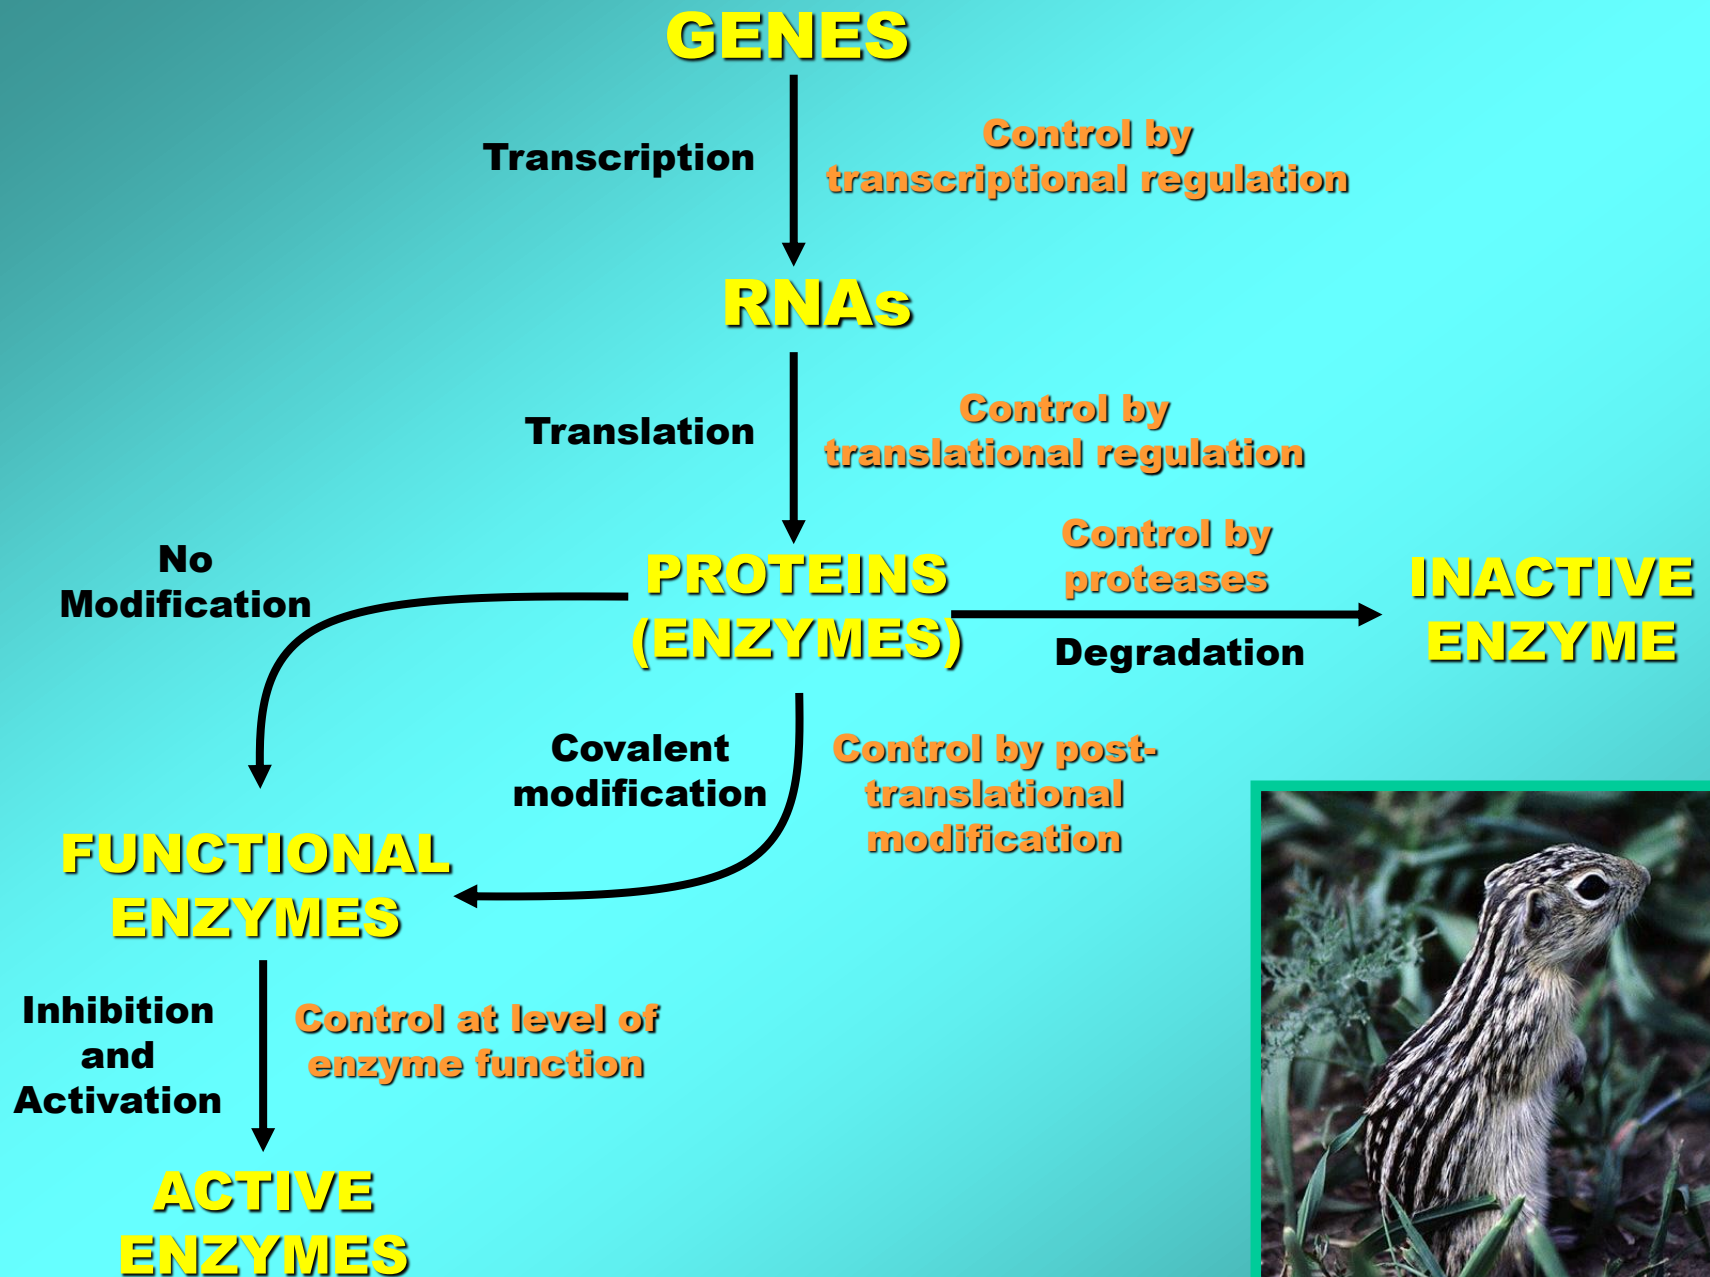 GENES
Transcription
Control by
transcriptional regulation
RNAs
Translation
Control by
translational regulation
No
Modification
PROTEINS
(ENZYMES)
Control by
proteases
Degradation
INACTIVE
ENZYME
Covalent
modification
Control by post-
translational
modification
FUNCTIONAL
ENZYMES
Inhibition
and
Activation
Control at level of
enzyme function
ACTIVE
ENZYMES